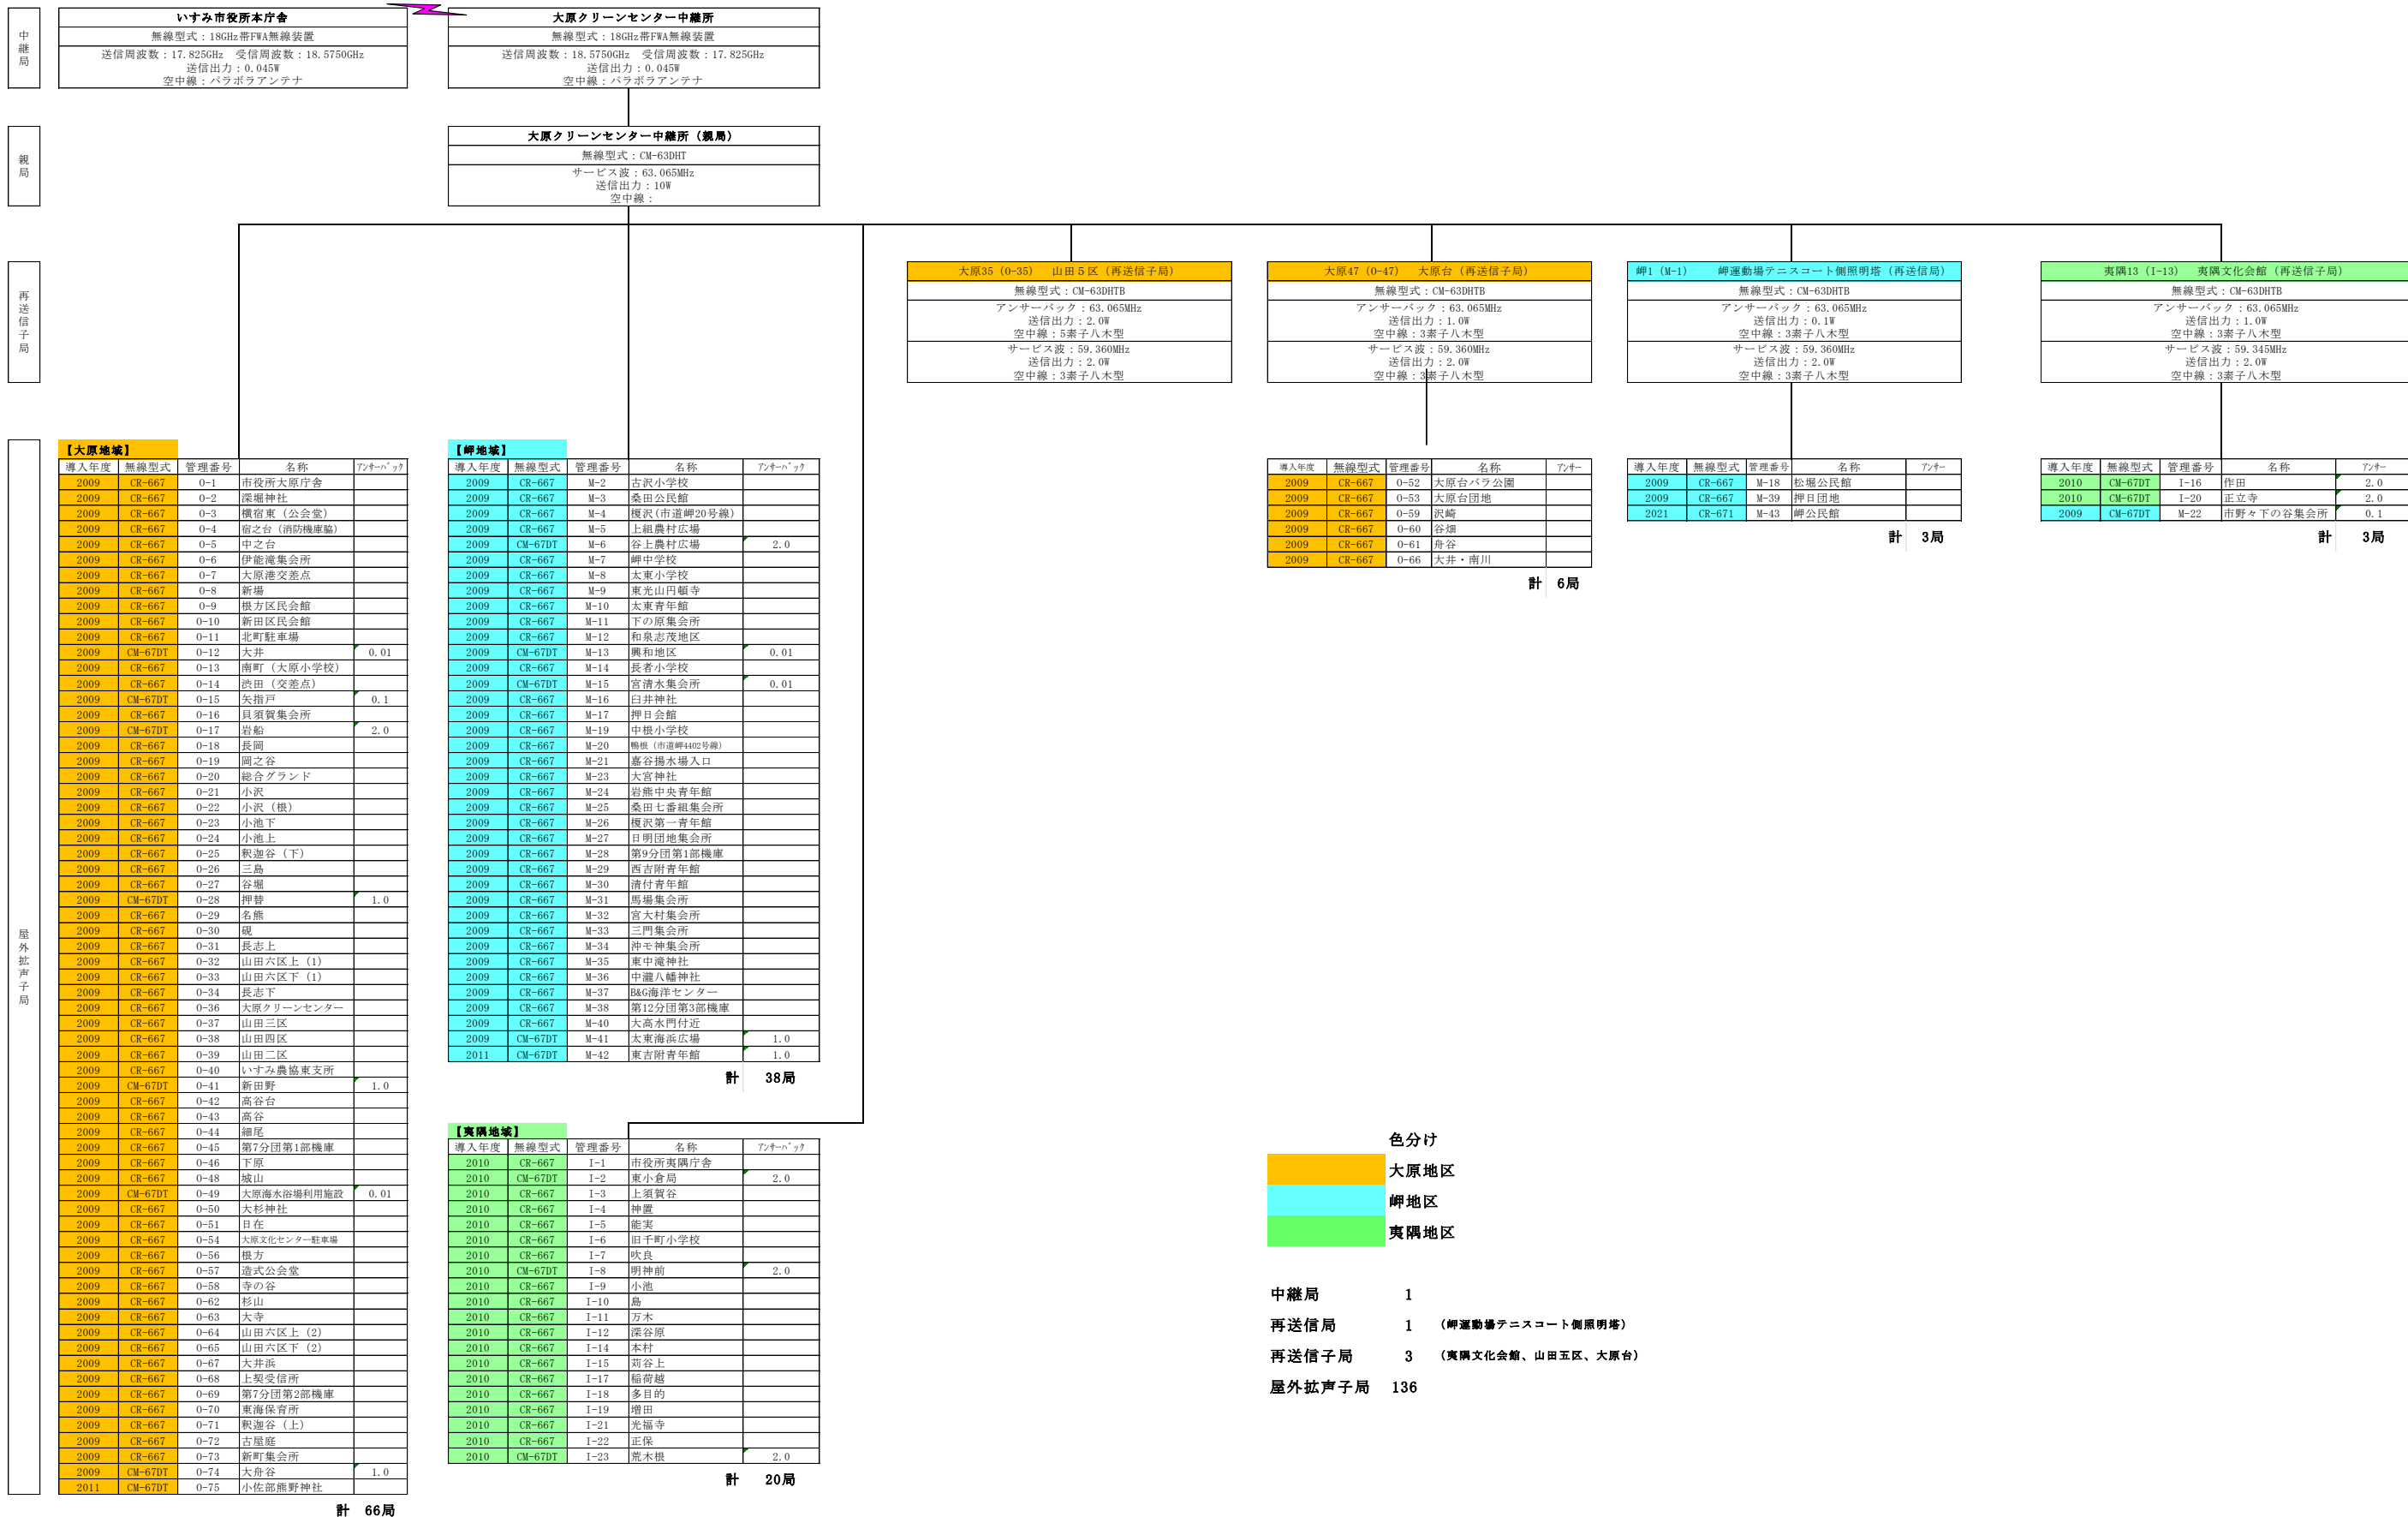 中継局
いすみ市役所本庁舎
無線型式：18GHz帯FWA無線装置
送信周波数：17.825GHz　受信周波数：18.5750GHz
送信出力：0.045W
空中線：パラボラアンテナ
大原クリーンセンター中継所
無線型式：18GHz帯FWA無線装置
送信周波数：18.5750GHz　受信周波数：17.825GHz
送信出力：0.045W
空中線：パラボラアンテナ
親局
大原クリーンセンター中継所（親局）
無線型式：CM-63DHT
サービス波：63.065MHz
送信出力：10W
空中線：
再送信子局
大原35（O-35）　山田５区（再送信子局）
無線型式：CM-63DHTB
アンサーバック：63.065MHz
送信出力：2.0W
空中線：5素子八木型
サービス波：59.360MHz
送信出力：2.0W
空中線：3素子八木型
大原47（O-47）　大原台（再送信子局）
無線型式：CM-63DHTB
アンサーバック：63.065MHz
送信出力：1.0W
空中線：3素子八木型
サービス波：59.360MHz
送信出力：2.0W
空中線：3素子八木型
岬1（M-1）　岬運動場テニスコート側照明塔（再送信局）
無線型式：CM-63DHTB
アンサーバック：63.065MHz
送信出力：0.1W
空中線：3素子八木型
サービス波：59.360MHz
送信出力：2.0W
空中線：3素子八木型
夷隅13（I-13）　夷隅文化会館（再送信子局）
無線型式：CM-63DHTB
アンサーバック：63.065MHz
送信出力：1.0W
空中線：3素子八木型
サービス波：59.345MHz
送信出力：2.0W
空中線：3素子八木型
屋外拡声子局
【大原地域】
導入年度 無線型式 管理番号 名称 ｱﾝｻｰﾊﾞｯｸ
2009 CR-667 O-1 市役所大原庁舎
2009 CR-667 O-2 深堀神社
2009 CR-667 O-3 横宿東（公会堂）
2009 CR-667 O-4 宿之台（消防機庫脇）
2009 CR-667 O-5 中之台
2009 CR-667 O-6 伊能滝集会所
2009 CR-667 O-7 大原港交差点
2009 CR-667 O-8 新場
2009 CR-667 O-9 根方区民会館
2009 CR-667 O-10 新田区民会館
2009 CR-667 O-11 北町駐車場
2009 CM-67DT O-12 大井 0.01
2009 CR-667 O-13 南町（大原小学校）
2009 CR-667 O-14 渋田（交差点）
2009 CM-67DT O-15 矢指戸 0.1
2009 CR-667 O-16 貝須賀集会所
2009 CM-67DT O-17 岩船 2.0
2009 CR-667 O-18 長岡
2009 CR-667 O-19 岡之谷
2009 CR-667 O-20 総合グランド
2009 CR-667 O-21 小沢
2009 CR-667 O-22 小沢（根）
2009 CR-667 O-23 小池下
2009 CR-667 O-24 小池上
2009 CR-667 O-25 釈迦谷（下）
2009 CR-667 O-26 三島
2009 CR-667 O-27 谷堀
2009 CM-67DT O-28 押替 1.0
2009 CR-667 O-29 名熊
2009 CR-667 O-30 硯
2009 CR-667 O-31 長志上
2009 CR-667 O-32 山田六区上（1）
2009 CR-667 O-33 山田六区下（1）
2009 CR-667 O-34 長志下
2009 CR-667 O-36 大原クリーンセンター
2009 CR-667 O-37 山田三区
2009 CR-667 O-38 山田四区
2009 CR-667 O-39 山田二区
2009 CR-667 O-40 いすみ農協東支所
2009 CM-67DT O-41 新田野 1.0
2009 CR-667 O-42 高谷台
2009 CR-667 O-43 高谷
2009 CR-667 O-44 細尾
2009 CR-667 O-45 第7分団第1部機庫
2009 CR-667 O-46 下原
2009 CR-667 O-48 城山
2009 CM-67DT O-49 大原海水浴場利用施設 0.01
2009 CR-667 O-50 大杉神社
2009 CR-667 O-51 日在
2009 CR-667 O-54 大原文化センター駐車場
2009 CR-667 O-56 根方
2009 CR-667 O-57 造式公会堂
2009 CR-667 O-58 寺の谷
2009 CR-667 O-62 杉山
2009 CR-667 O-63 大寺
2009 CR-667 O-64 山田六区上（2）
2009 CR-667 O-65 山田六区下（2）
2009 CR-667 O-67 大井浜
2009 CR-667 O-68 上契受信所
2009 CR-667 O-69 第7分団第2部機庫
2009 CR-667 O-70 東海保育所
2009 CR-667 O-71 釈迦谷（上）
2009 CR-667 O-72 古屋庭
2009 CR-667 O-73 新町集会所
2009 CM-67DT O-74 大舟谷 1.0
2011 CM-67DT O-75 小佐部熊野神社
計 66局
【岬地域】
導入年度 無線型式 管理番号 名称 ｱﾝｻｰﾊﾞｯｸ
2009 CR-667 M-2 古沢小学校
2009 CR-667 M-3 桑田公民館
2009 CR-667 M-4 榎沢(市道岬20号線)
2009 CR-667 M-5 上組農村広場
2009 CM-67DT M-6 谷上農村広場 2.0
2009 CR-667 M-7 岬中学校
2009 CR-667 M-8 太東小学校
2009 CR-667 M-9 東光山円頓寺
2009 CR-667 M-10 太東青年館
2009 CR-667 M-11 下の原集会所
2009 CR-667 M-12 和泉志茂地区
2009 CM-67DT M-13 興和地区 0.01
2009 CR-667 M-14 長者小学校
2009 CM-67DT M-15 宮清水集会所 0.01
2009 CR-667 M-16 臼井神社
2009 CR-667 M-17 押日会館
2009 CR-667 M-19 中根小学校
2009 CR-667 M-20 鴨根（市道岬4402号線）
2009 CR-667 M-21 嘉谷揚水場入口
2009 CR-667 M-23 大宮神社
2009 CR-667 M-24 岩熊中央青年館
2009 CR-667 M-25 桑田七番組集会所
2009 CR-667 M-26 榎沢第一青年館
2009 CR-667 M-27 日明団地集会所
2009 CR-667 M-28 第9分団第1部機庫
2009 CR-667 M-29 西吉附青年館
2009 CR-667 M-30 清付青年館
2009 CR-667 M-31 馬場集会所
2009 CR-667 M-32 宮大村集会所
2009 CR-667 M-33 三門集会所
2009 CR-667 M-34 沖モ神集会所
2009 CR-667 M-35 東中滝神社
2009 CR-667 M-36 中瀧八幡神社
2009 CR-667 M-37 B&G海洋センター
2009 CR-667 M-38 第12分団第3部機庫
2009 CR-667 M-40 大高水門付近
2009 CM-67DT M-41 太東海浜広場 1.0
2011 CM-67DT M-42 東吉附青年館 1.0
計 38局
【夷隅地域】
導入年度 無線型式 管理番号 名称 ｱﾝｻｰﾊﾞｯｸ
2010 CR-667 I-1 市役所夷隅庁舎
2010 CM-67DT I-2 東小倉局 2.0
2010 CR-667 I-3 上須賀谷
2010 CR-667 I-4 神置
2010 CR-667 I-5 能実
2010 CR-667 I-6 旧千町小学校
2010 CR-667 I-7 吹良
2010 CM-67DT I-8 明神前 2.0
2010 CR-667 I-9 小池
2010 CR-667 I-10 島
2010 CR-667 I-11 万木
2010 CR-667 I-12 深谷原
2010 CR-667 I-14 本村
2010 CR-667 I-15 苅谷上
2010 CR-667 I-17 稲荷越
2010 CR-667 I-18 多目的
2010 CR-667 I-19 増田
2010 CR-667 I-21 光福寺
2010 CR-667 I-22 正保
2010 CM-67DT I-23 荒木根 2.0
計 20局
導入年度 無線型式 管理番号 名称 ｱﾝｻｰ
2009 CR-667 O-52 大原台バラ公園
2009 CR-667 O-53 大原台団地
2009 CR-667 O-59 沢崎
2009 CR-667 O-60 谷畑
2009 CR-667 O-61 舟谷
2009 CR-667 O-66 大井・南川
計 6局
導入年度 無線型式 管理番号 名称 ｱﾝｻｰ
2009 CR-667 M-18 松堀公民館
2009 CR-667 M-39 押日団地
2021 CR-671 M-43 岬公民館
計 3局
導入年度 無線型式 管理番号 名称 ｱﾝｻｰ
2010 CM-67DT I-16 作田 2.0
2010 CM-67DT I-20 正立寺 2.0
2009 CM-67DT M-22 市野々下の谷集会所 0.1
計 3局
色分け
大原地区
岬地区
夷隅地区
中継局 1
再送信局 1 （岬運動場テニスコート側照明塔）
再送信子局 3 （夷隅文化会館、山田五区、大原台）
屋外拡声子局 136